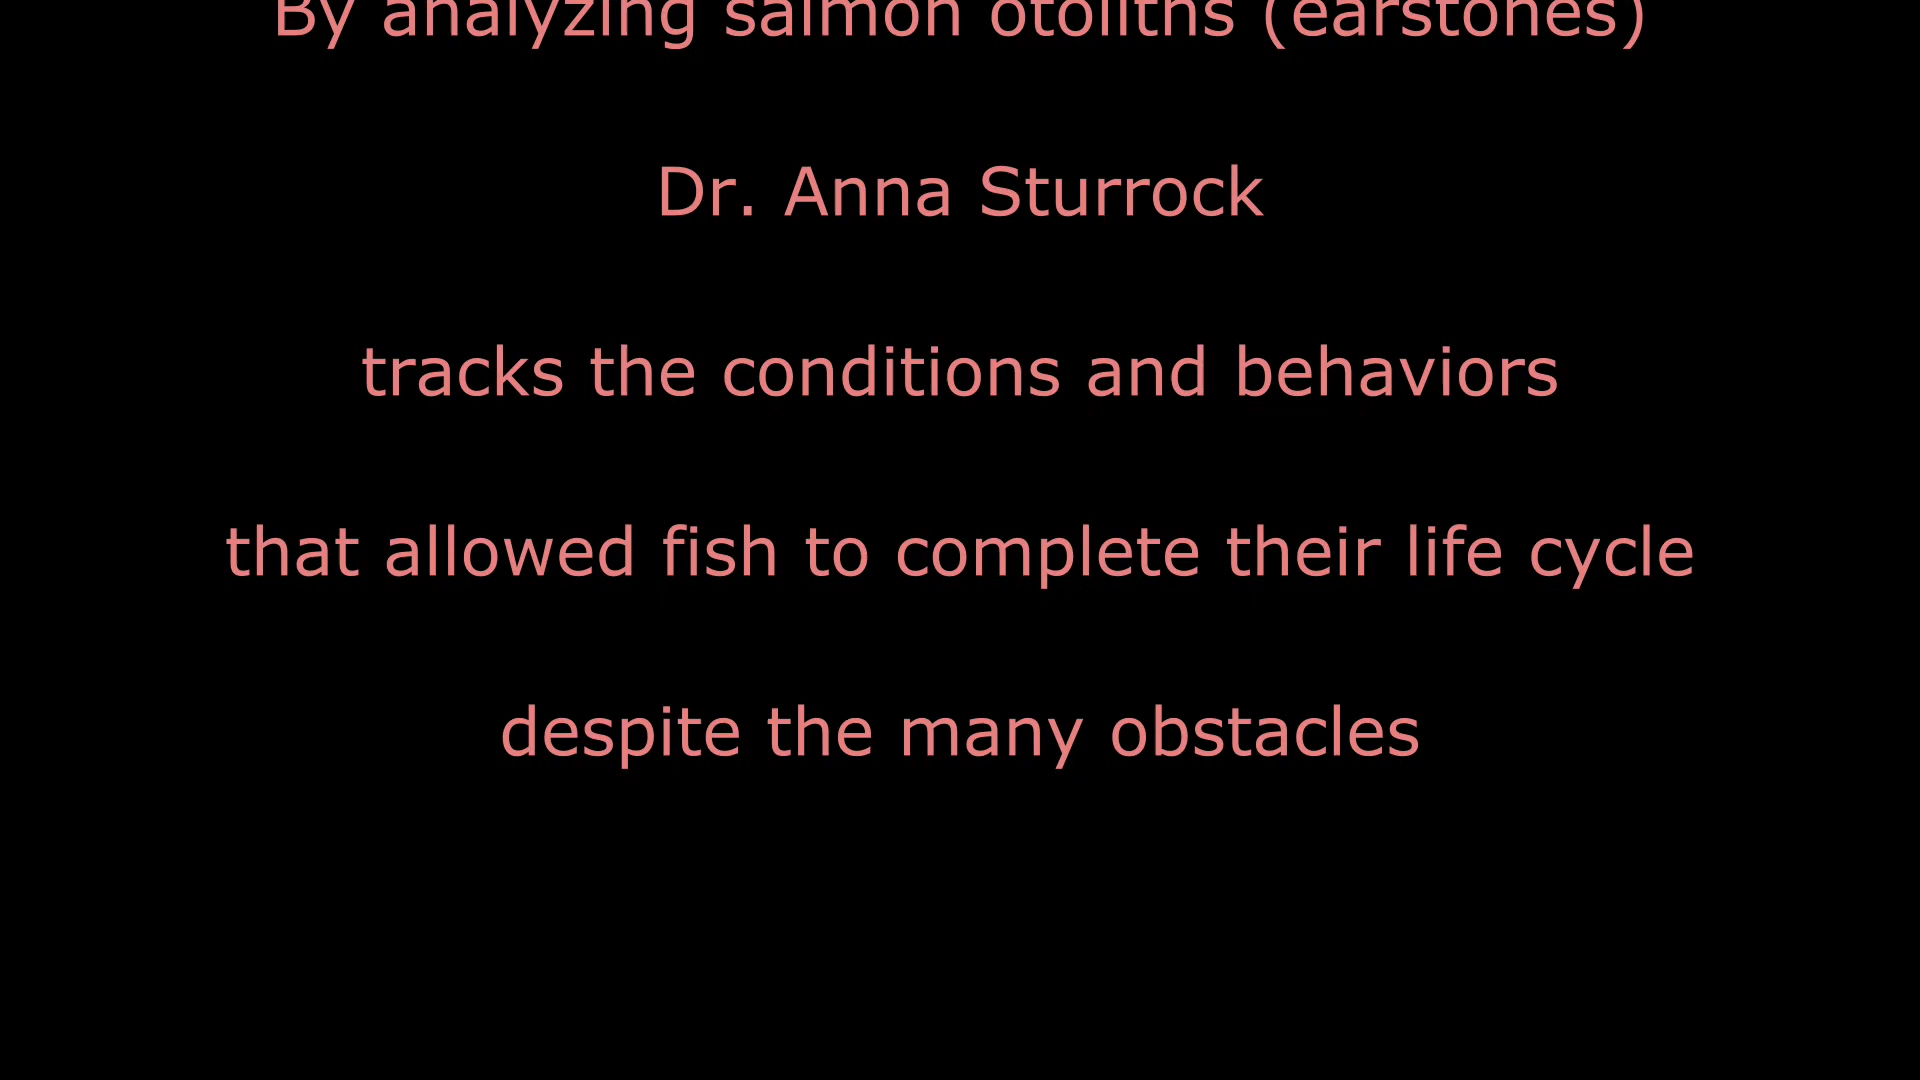 By analyzing salmon otoliths (earstones)
Dr. Anna Sturrock
tracks the conditions and behaviors
that allowed fish to complete their life cycle
despite the many obstacles